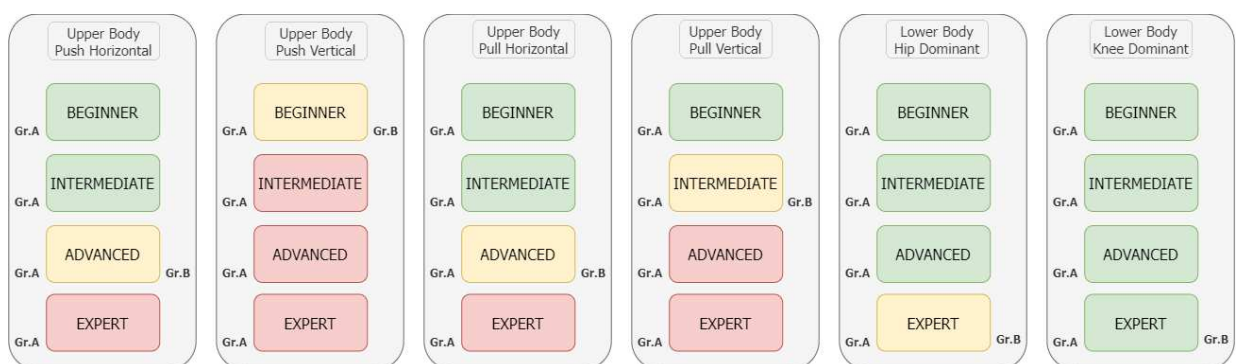 Upper Body
Push Horizontal
BEGINNER
Gr.A
INTERMEDIATE
Gr.A
ADVANCED
Gr.A
Gr.B
EXPERT
Gr.A
Upper Body
Push Vertical
BEGINNER
Gr.A
Gr.B
INTERMEDIATE
Gr.A
ADVANCED
Gr.A
EXPERT
Gr.A
Upper Body
Pull Horizontal
BEGINNER
Gr.A
INTERMEDIATE
Gr.A
ADVANCED
Gr.A
Gr.B
EXPERT
Gr.A
Upper Body
Pull Vertical
BEGINNER
Gr.A
INTERMEDIATE
Gr.A
Gr.B
ADVANCED
Gr.A
EXPERT
Gr.A
Lower Body
Hip Dominant
BEGINNER
Gr.A
INTERMEDIATE
Gr.A
ADVANCED
Gr.A
EXPERT
Gr.A
Gr.B
Lower Body
Knee Dominant
BEGINNER
Gr.A
INTERMEDIATE
Gr.A
ADVANCED
Gr.A
EXPERT
Gr.A
Gr.B